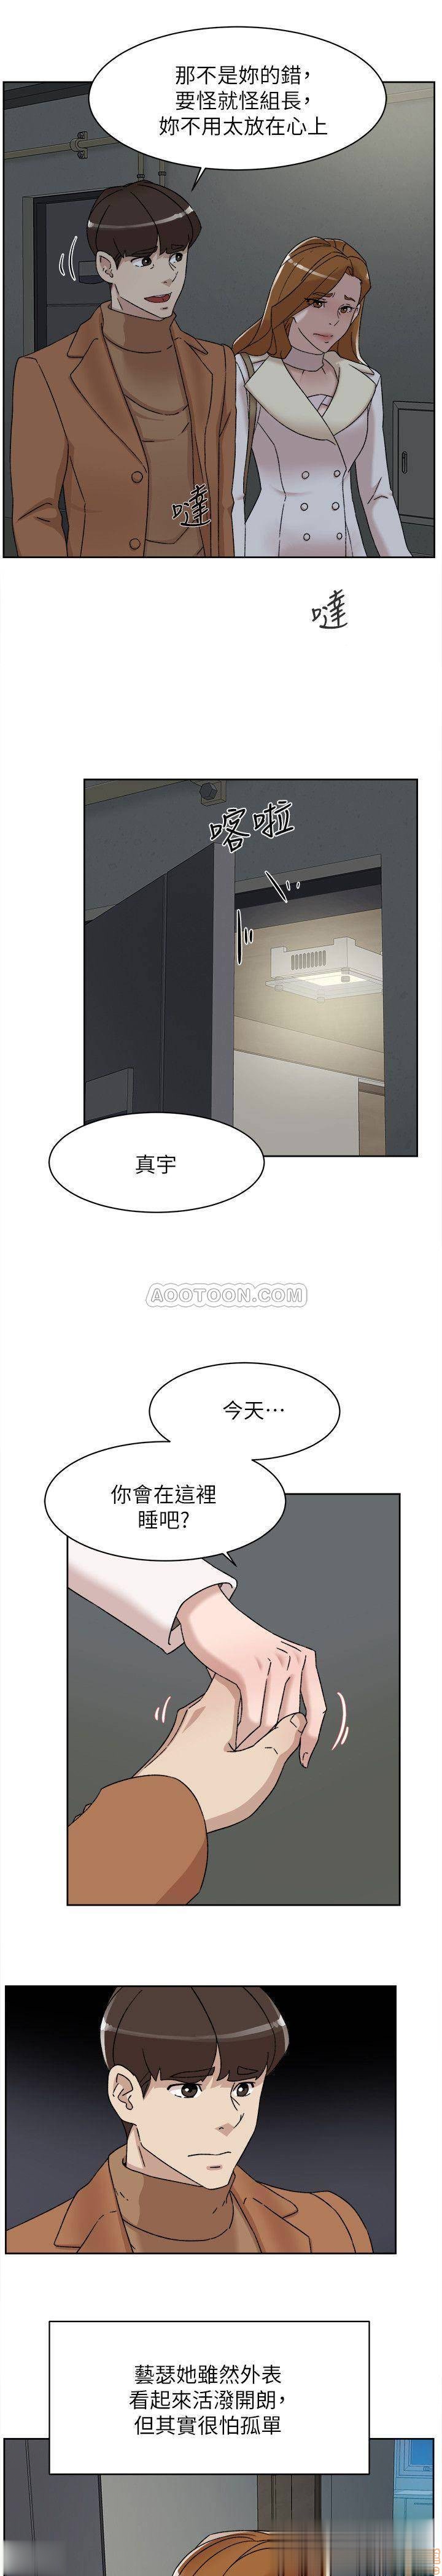 那不是妳的錯，
要怪就怪組長，
妳不用太放在心上
噠
噠
喀啦
真宇
AOOTOON.COM
今天…
你會在這裡
睡吧?
藝瑟她雖然外表
看起來活潑開朗，
但其實很怕孤單